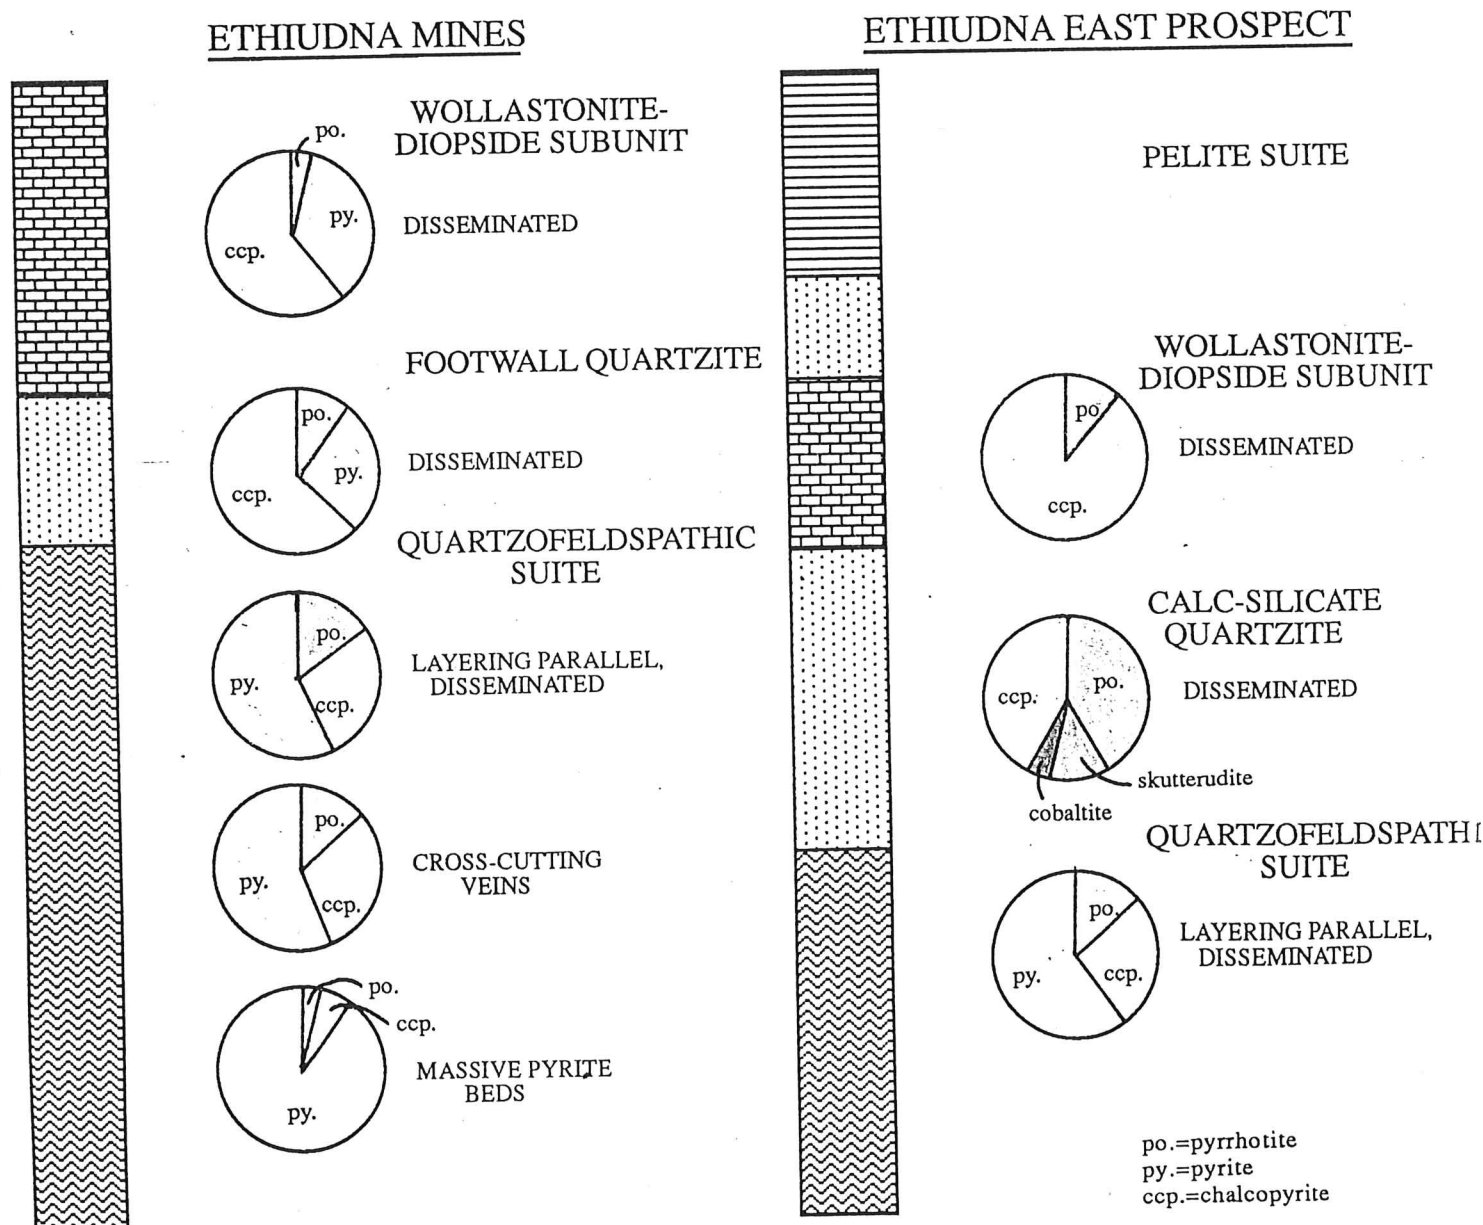 ETHIUDNA MINES
WOLLASTONITE-
DIOPSIDE SUBUNIT
po.
py.
ccp.
DISSEMINATED
FOOTWALL QUARTZITE
po.
py.
ccp.
DISSEMINATED
QUARTZOFELDSPATHIC
SUITE
po.
py.
ccp.
LAYERING PARALLEL,
DISSEMINATED
po.
py.
ccp.
CROSS-CUTTING
VEINS
po.
ccp.
py.
MASSIVE PYRITE
BEDS
ETHIUDNA EAST PROSPECT
PELITE SUITE
WOLLASTONITE-
DIOPSIDE SUBUNIT
po
ccp.
DISSEMINATED
CALC-SILICATE
QUARTZITE
ccp.
po.
DISSEMINATED
skutterudite
cobaltite
QUARTZOFELDSPATHI
SUITE
po.
py.
ccp.
LAYERING PARALLEL,
DISSEMINATED
po.=pyrrhotite
py.=pyrite
ccp.=chalcopyrite